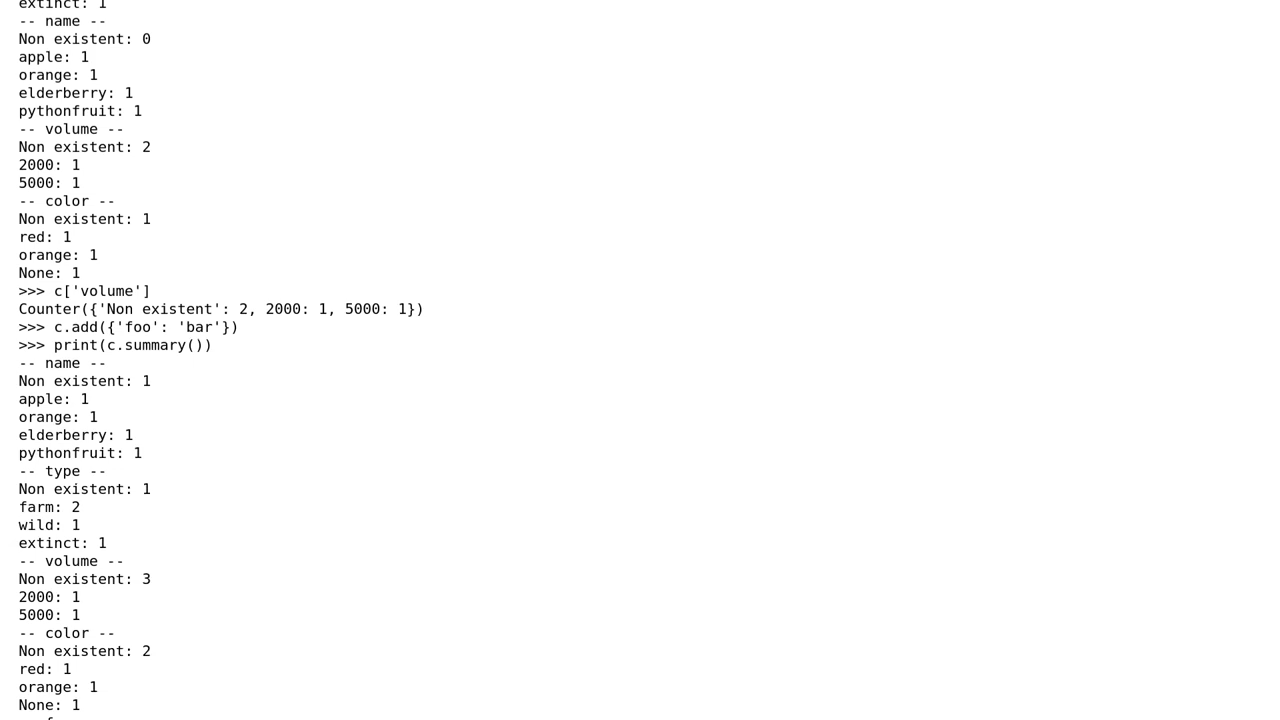 extinct: 1
-- name --
Non existent: 0
apple: 1
orange: 1
elderberry: 1
pythonfruit: 1
-- volume --
Non existent: 2
2000: 1
5000: 1
-- color --
Non existent: 1
red: 1
orange: 1
None: 1
>>> c['volume']
Counter({'Non existent': 2, 2000: 1, 5000: 1})
>>> c.add({'foo': 'bar'})
>>> print(c.summary())
-- name --
Non existent: 1
apple: 1
orange: 1
elderberry: 1
pythonfruit: 1
-- type --
Non existent: 1
farm: 2
wild: 1
extinct: 1
-- volume --
Non existent: 3
2000: 1
5000: 1
-- color --
Non existent: 2
red: 1
orange: 1
None: 1